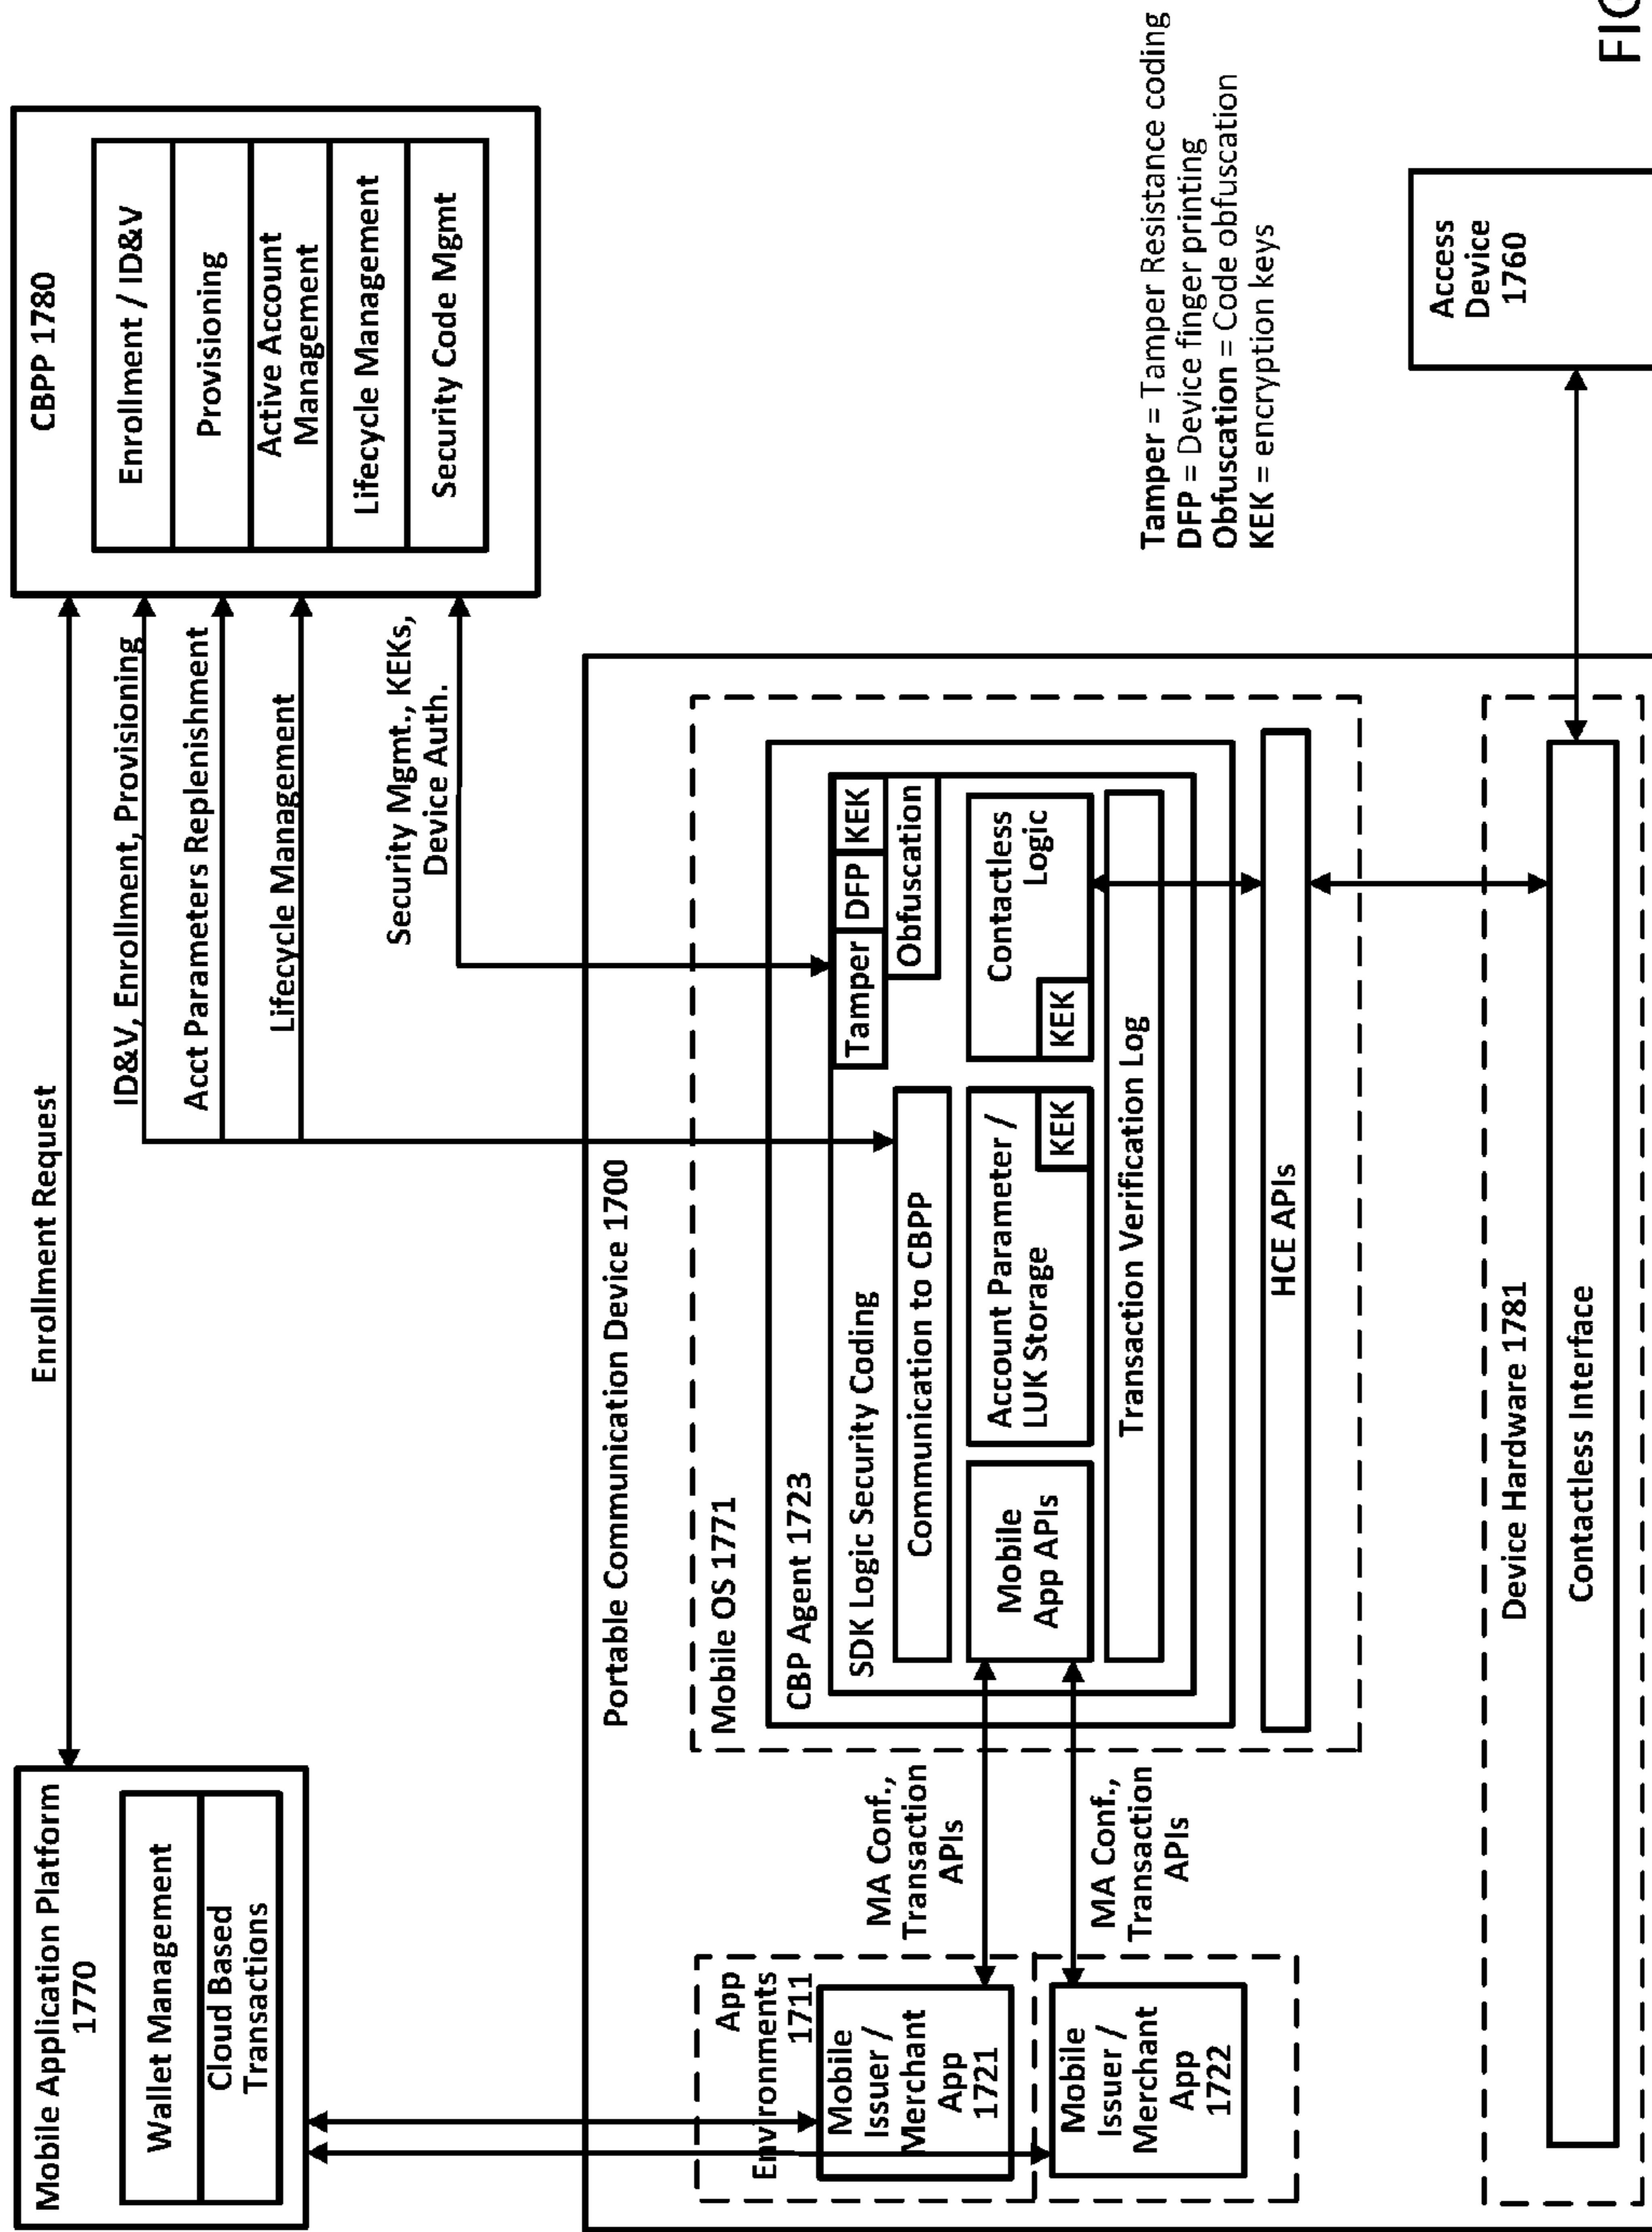 Mobile Application Platform
1770
Wallet Management
Cloud Based
Transactions
Enrollment Request
CBPP 1780
Enrollment / ID&V
Provisioning
Active Account
Management
Lifecycle Management
Security Code Mgmt
ID&V, Enrollment, Provisioning
Acct Parameters Replenishment
Lifecycle Management
Security Mgmt., KEKs,
Device Auth.
Portable Communication Device 1700
App
Environments
1711
Mobile
Issuer /
Merchant
App
1721
Mobile
Issuer /
Merchant
App
1722
MA Conf.,
Transaction
APIs
MA Conf.,
Transaction
APIs
Mobile OS 1771
CBP Agent 1723
SDK Logic Security Coding
Tamper
DFP
KEK
Obfuscation
Communication to CBPP
Mobile
App APIs
Account Parameter /
LUK Storage
KEK
Contactless
Logic
KEK
Transaction Verification Log
HCE APIs
Tamper = Tamper Resistance coding
DFP = Device finger printing
Obfuscation = Code obfuscation
KEK = encryption keys
Device Hardware 1781
Contactless Interface
Access
Device
1760